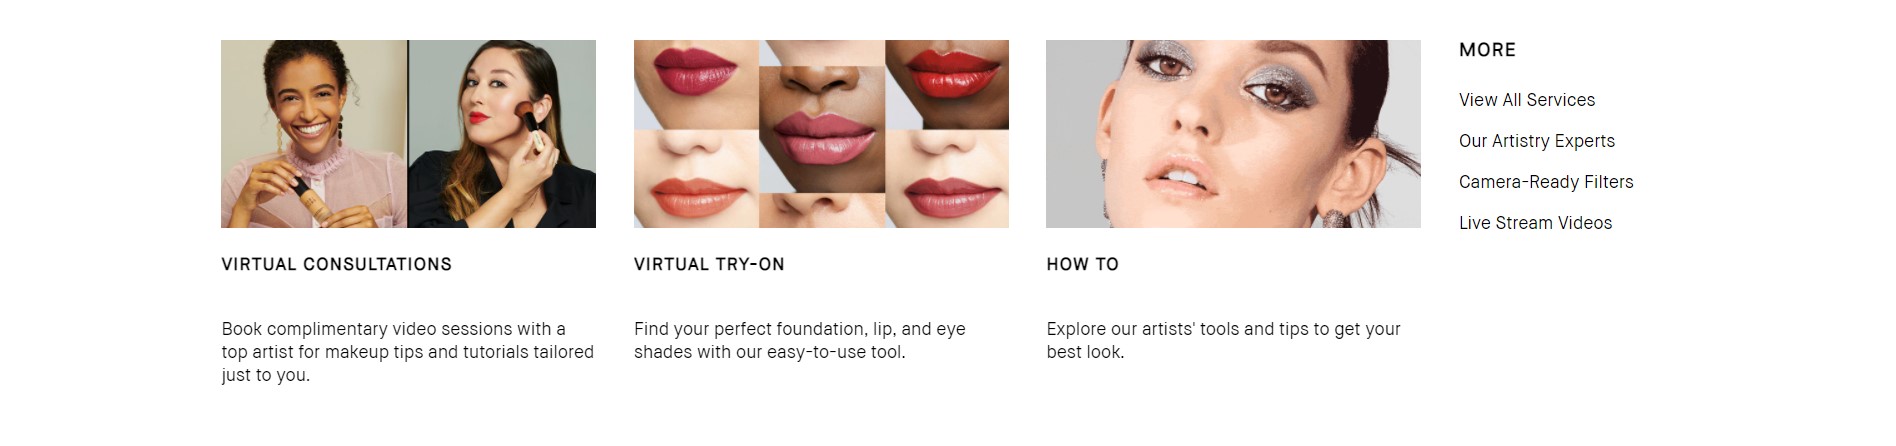 VIRTUAL CONSULTATIONS
Book complimentary video sessions with a
top artist for makeup tips and tutorials tailored
just to you.
VIRTUAL TRY-ON
Find your perfect foundation, lip, and eye
shades with our easy-to-use tool.
HOW TO
Explore our artists' tools and tips to get your
best look.
MORE
View All Services
Our Artistry Experts
Camera-Ready Filters
Live Stream Videos